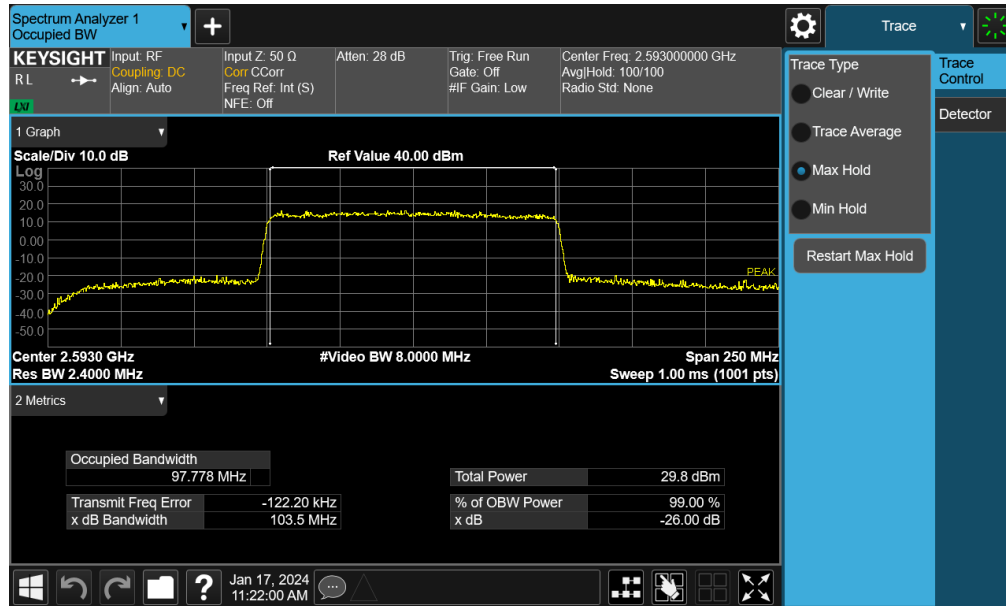 Spectrum Analyzer 1
Occupied BW
Trace
KEYSIGHT
R L
LXI
Input: RF
Coupling: DC
Align: Auto
Input Z: 50 Ω
Corr CCorr
Freq Ref: Int (S)
NFE: Off
Atten: 28 dB
Trig: Free Run
Gate: Off
#IF Gain: Low
Center Freq: 2.593000000 GHz
Avg|Hold: 100/100
Radio Std: None
1 Graph
Scale/Div 10.0 dB
Ref Value 40.00 dBm
Log
30.0
20.0
10.0
0.00
-10.0
-20.0
-30.0
-40.0
-50.0
PEAK
Center 2.5930 GHz
#Video BW 8.0000 MHz
Span 250 MHz
Res BW 2.4000 MHz
Sweep 1.00 ms (1001 pts)
2 Metrics
Occupied Bandwidth
97.778 MHz
Total Power 29.8 dBm
Transmit Freq Error -122.20 kHz
% of OBW Power 99.00 %
x dB Bandwidth 103.5 MHz
x dB -26.00 dB
Jan 17, 2024
11:22:00 AM
Trace Type
Clear / Write
Trace Average
Max Hold
Min Hold
Restart Max Hold
Trace
Control
Detector